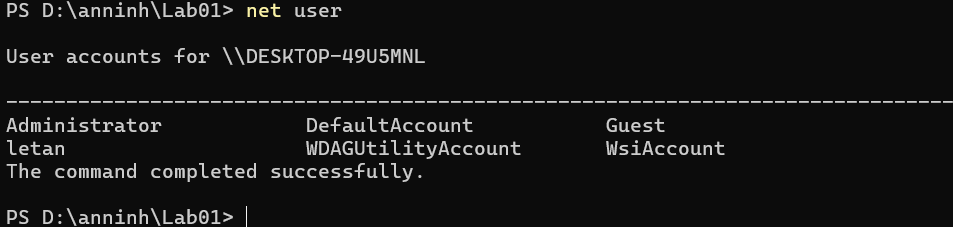 PS D:\anninh\Lab01> net user
User accounts for \\DESKTOP-49U5MNL
-------------------------------------------------------------------------------
Administrator            DefaultAccount           Guest
letan                    WDAGUtilityAccount       WsiAccount
The command completed successfully.
PS D:\anninh\Lab01>